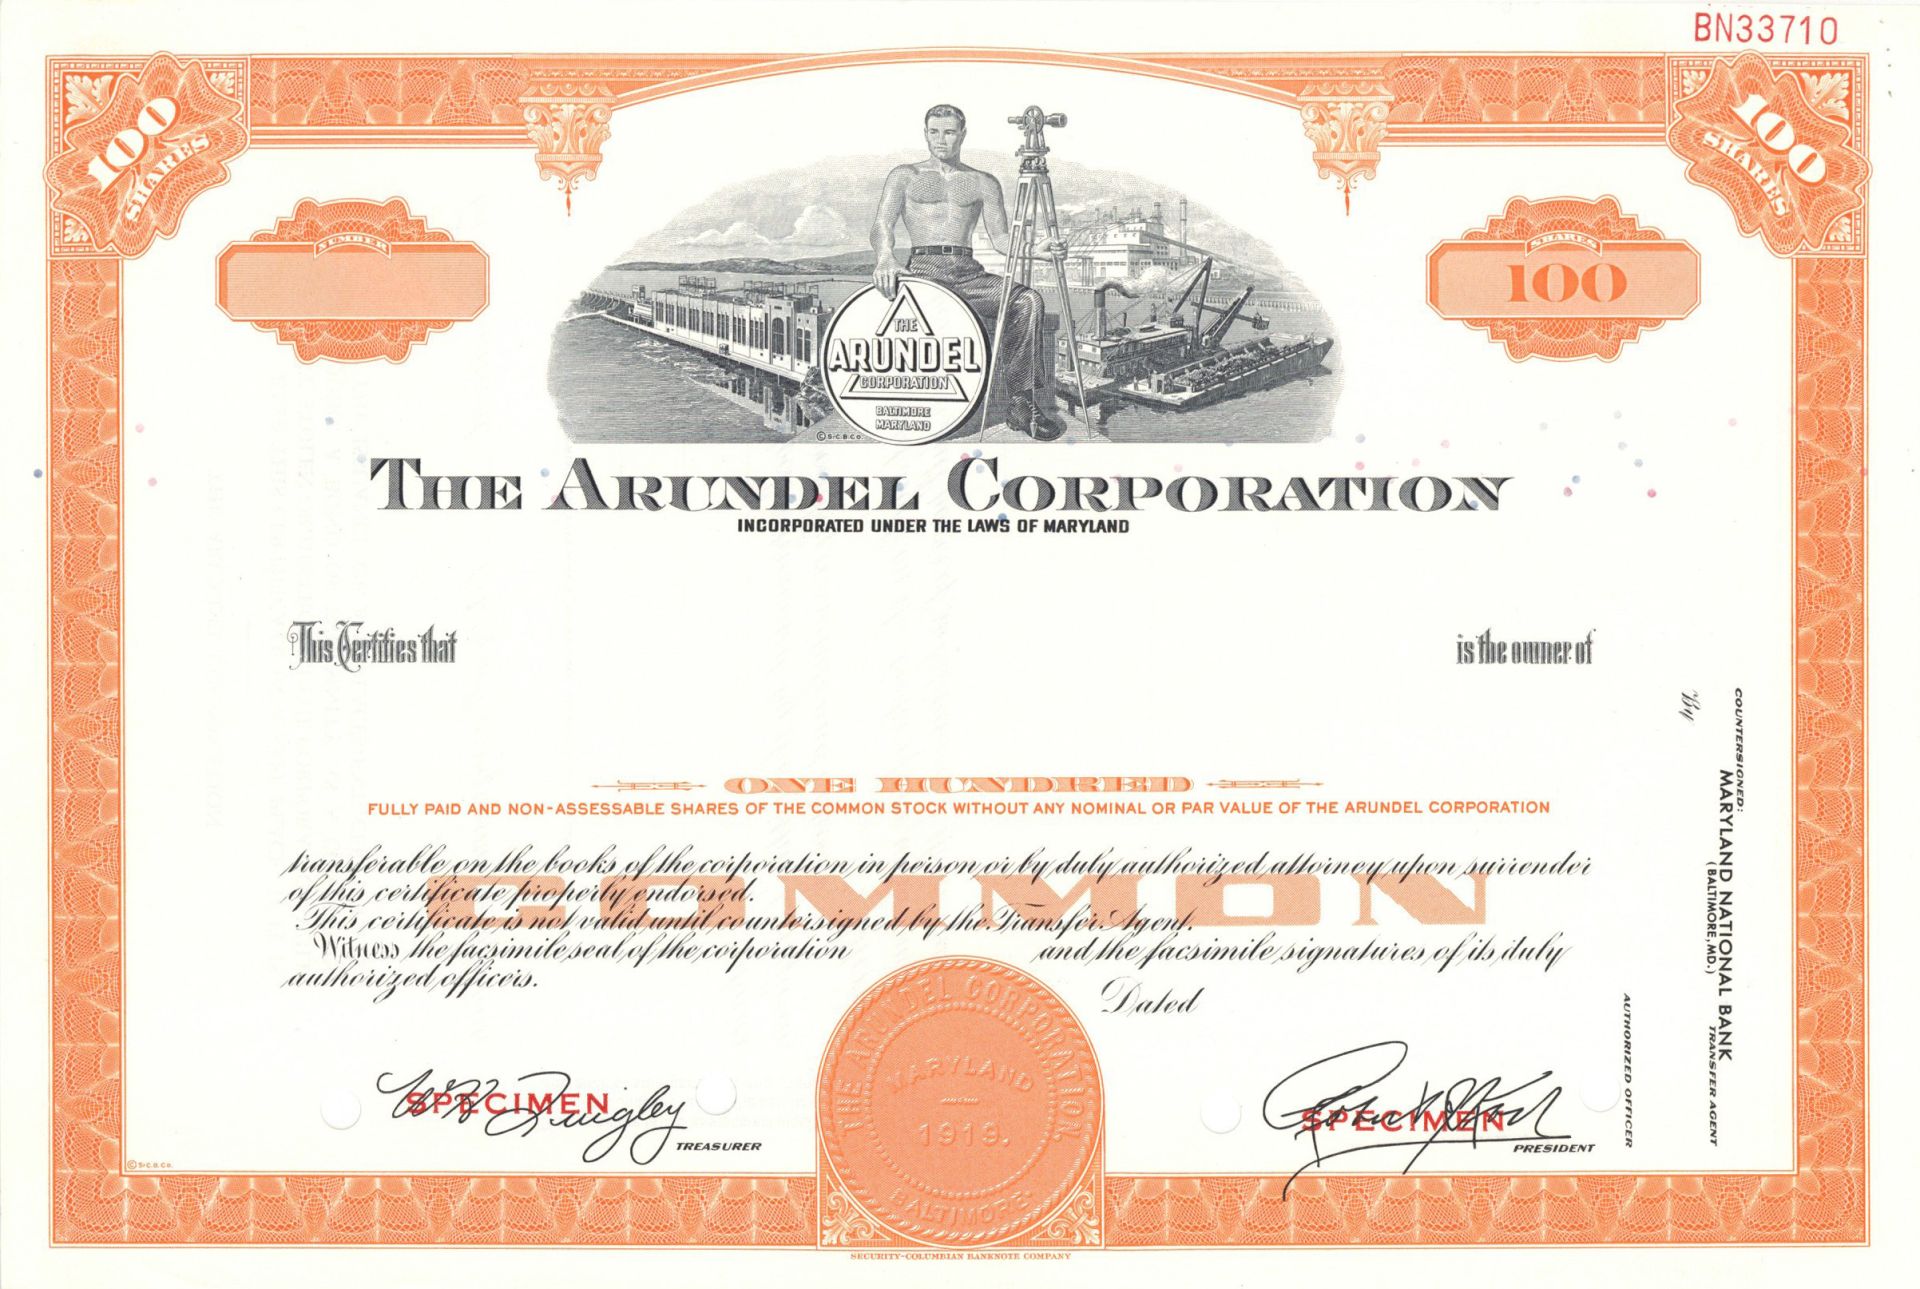 BN33710
100
SHARES
100
SHARES
NUMBER
SHARES
100
THE
ARUNDEL
CORPORATION
BALTIMORE
MARYLAND
© S-C.B.CO.
THE ARUNDEL CORPORATION
INCORPORATED UNDER THE LAWS OF MARYLAND
This Certifies that
is the owner of
ONE HUNDRED
FULLY PAID AND NON-ASSESSABLE SHARES OF THE COMMON STOCK WITHOUT ANY NOMINAL OR PAR VALUE OF THE ARUNDEL CORPORATION
COMMON
transferable on the books of the corporation in person or by duly authorized attorney upon surrender
of this certificate properly endorsed.
This certificate is not valid until countersigned by the Transfer Agent.
Witness the facsimile seal of the corporation and the facsimile signatures of its duly
authorized officers.
Dated
SPECIMEN
TREASURER
THE ARUNDEL CORPORATION,
MARYLAND
1919.
BALTIMORE
SPECIMEN
PRESIDENT
COUNTERSIGNED:
MARYLAND NATIONAL BANK
(BALTIMORE, MD.)
TRANSFER AGENT
By
AUTHORIZED OFFICER
© S-C.B.CO.
SECURITY-COLUMBIAN BANKNOTE COMPANY